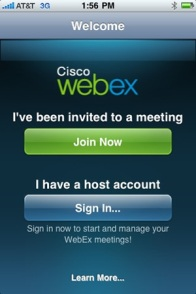 AT&T 3G 1:56 PM
Welcome
Cisco
webex
I've been invited to a meeting
Join Now
I have a host account
Sign In...
Sign in now to start and manage your
WebEx meetings!
Learn More...